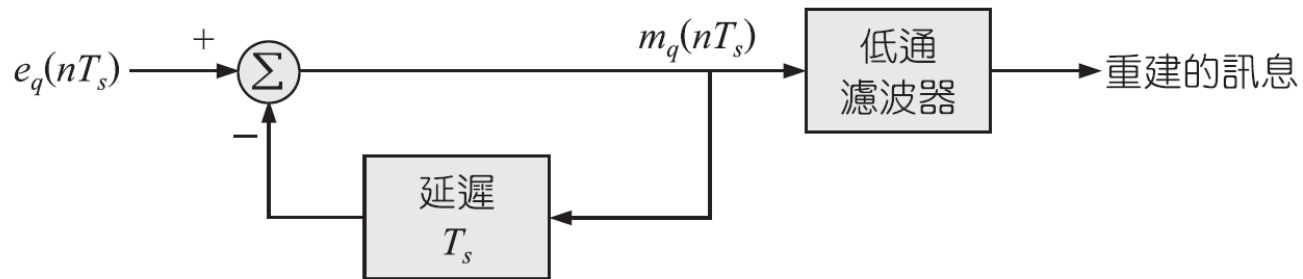 +
e_q(nT_s)
Σ
−
m_q(nT_s)
低通
濾波器
重建的訊息
延遲
T_s